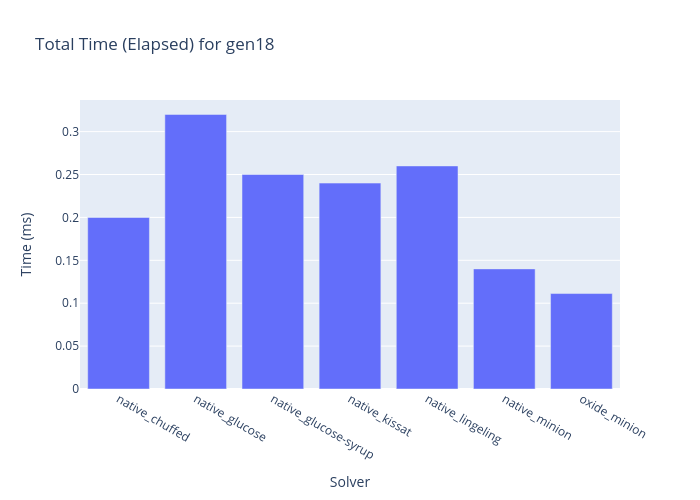 Total Time (Elapsed) for gen18
Time (ms)
0.3
0.25
0.2
0.15
0.1
0.05
0
native_chuffed
native_glucose
native_glucose-syrup
native_kissat
native_lingeling
native_minion
oxide_minion
Solver